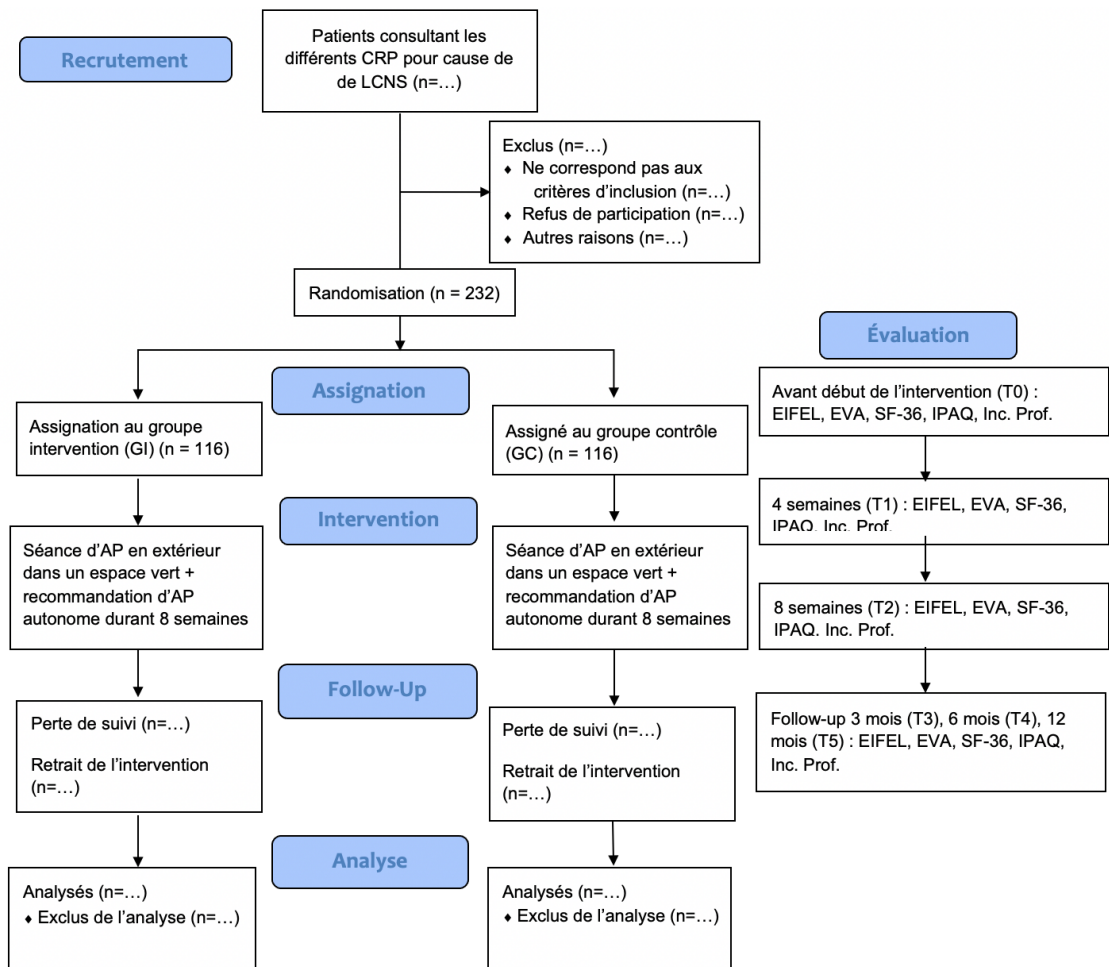 Recrutement
Patients consultant les
différents CRP pour cause de
de LCNS (n=…)
Exclus (n=…)
♦ Ne correspond pas aux
critères d’inclusion (n=…)
♦ Refus de participation (n=…)
♦ Autres raisons (n=…)
Randomisation (n = 232)
Assignation
Assignation au groupe
intervention (GI) (n = 116)
Assigné au groupe contrôle
(GC) (n = 116)
Intervention
Séance d’AP en extérieur
dans un espace vert +
recommandation d’AP
autonome durant 8 semaines
Séance d’AP en extérieur
dans un espace vert +
recommandation d’AP
autonome durant 8 semaines
Follow-Up
Perte de suivi (n=…)
Retrait de l’intervention
(n=…)
Perte de suivi (n=…)
Retrait de l’intervention
(n=…)
Analyse
Analysés (n=…)
♦ Exclus de l’analyse (n=…)
Analysés (n=…)
♦ Exclus de l’analyse (n=…)
Évaluation
Avant début de l’intervention (T0) :
EIFEL, EVA, SF-36, IPAQ, Inc. Prof.
4 semaines (T1) : EIFEL, EVA, SF-36,
IPAQ. Inc. Prof.
8 semaines (T2) : EIFEL, EVA, SF-36,
IPAQ. Inc. Prof.
Follow-up 3 mois (T3), 6 mois (T4), 12
mois (T5) : EIFEL, EVA, SF-36, IPAQ,
Inc. Prof.